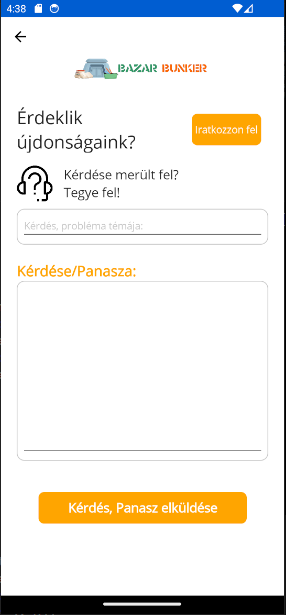 4:38
BAZAR BUNKER
Érdeklik
újdonságaink?
Iratkozzon fel
Kérdése merült fel?
Tegye fel!
Kérdés, probléma témája:
Kérdése/Panasza:
Kérdés, Panasz elküldése